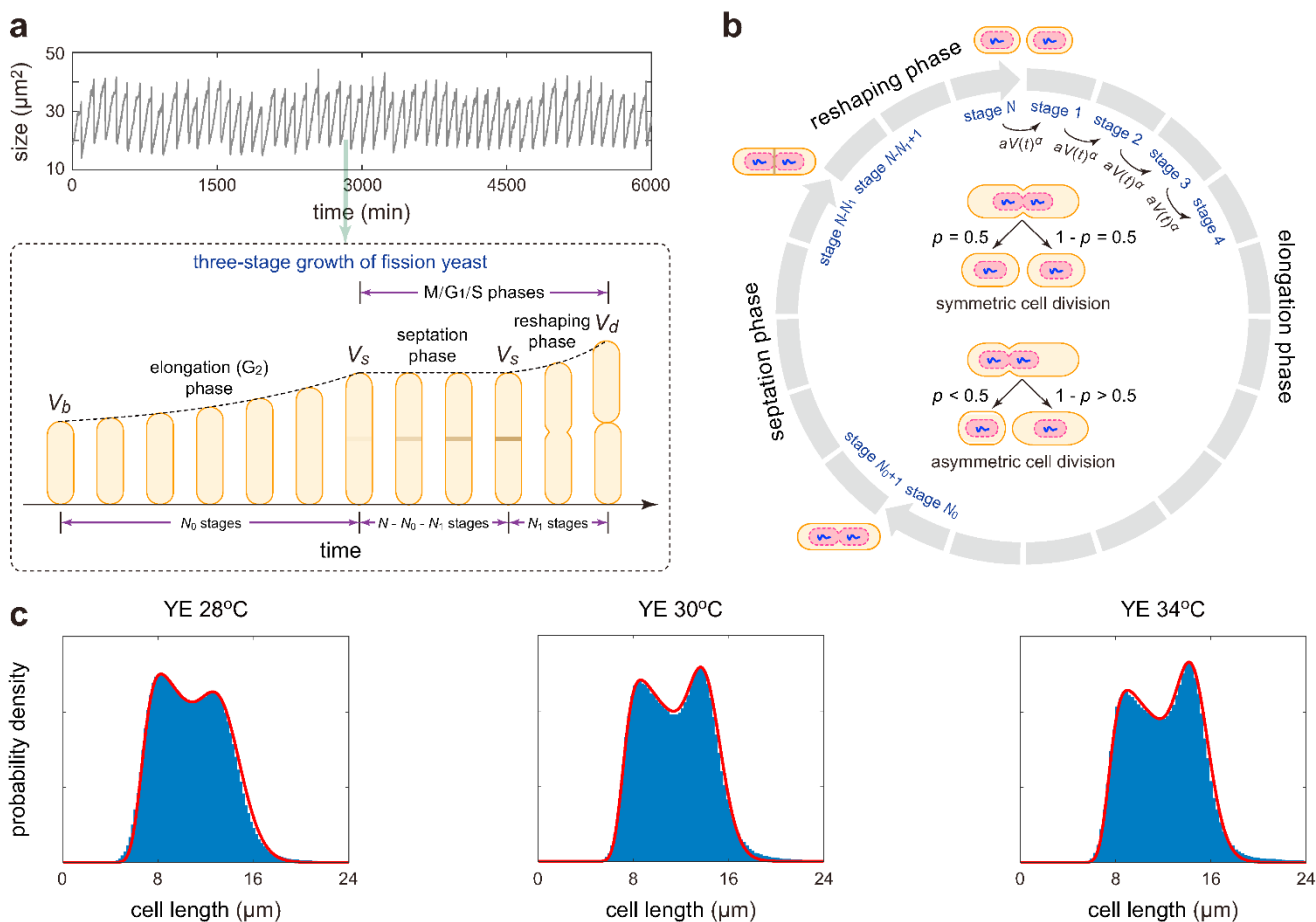 a
50
30
10
size (µm²)
0
1500
3000
4500
6000
time (min)
three-stage growth of fission yeast
M/G1/S phases
reshaping
phase
Vd
Vs
septation
phase
Vs
elongation (G2)
phase
Vb
N0 stages
N - N0 - N1 stages
N1 stages
time
b
reshaping phase
elongation phase
septation phase
stage N
stage 1
stage 2
stage 3
stage 4
aV(t)α
aV(t)α
aV(t)α
aV(t)α
stage N-N1
stage N-N1+1
stage N0+1
stage N0
p = 0.5
1 - p = 0.5
symmetric cell division
p < 0.5
1 - p > 0.5
asymmetric cell division
c
YE 28ºC
YE 30ºC
YE 34ºC
probability density
0
8
16
24
0
8
16
24
0
8
16
24
cell length (µm)
cell length (µm)
cell length (µm)